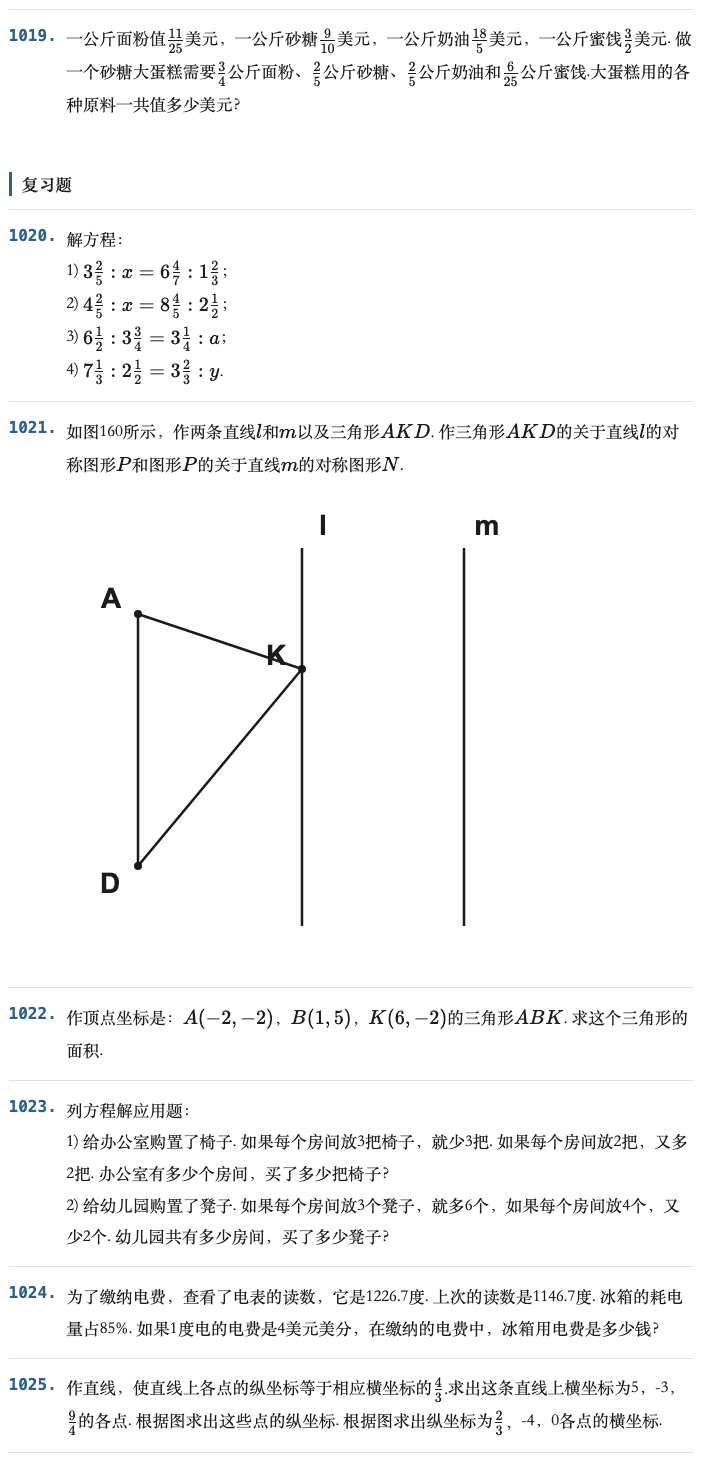 1019. 一公斤面粉值11/25美元，一公斤砂糖9/10美元，一公斤奶油18/5美元，一公斤蜜饯3/2美元. 做
一个砂糖大蛋糕需要3/4公斤面粉、2/5公斤砂糖、2/5公斤奶油和6/25公斤蜜饯.大蛋糕用的各
种原料一共值多少美元?
复习题
1020. 解方程:
1) 3 2/5 : x = 6 4/7 : 1 2/3;
2) 4 2/5 : x = 8 4/5 : 2 1/2;
3) 6 1/2 : 3 3/4 = 3 1/4 : a;
4) 7 1/3 : 2 1/2 = 3 2/3 : y.
1021. 如图160所示，作两条直线l和m以及三角形AKD. 作三角形AKD的关于直线l的对
称图形P和图形P的关于直线m的对称图形N.
l m
A
K
D
1022. 作顶点坐标是: A(−2, −2), B(1, 5), K(6, −2)的三角形ABK. 求这个三角形的
面积.
1023. 列方程解应用题:
1) 给办公室购置了椅子. 如果每个房间放3把椅子，就少3把. 如果每个房间放2把，又多
2把. 办公室有多少个房间，买了多少把椅子?
2) 给幼儿园购置了凳子. 如果每个房间放3个凳子，就多6个，如果每个房间放4个，又
少2个. 幼儿园共有多少房间，买了多少凳子?
1024. 为了缴纳电费，查看了电表的读数，它是1226.7度. 上次的读数是1146.7度. 冰箱的耗电
量占85%. 如果1度电的电费是4美元美分，在缴纳的电费中，冰箱用电费是多少钱?
1025. 作直线，使直线上各点的纵坐标等于相应横坐标的4/3.求出这条直线上横坐标为5，-3，
9/4的各点. 根据图求出这些点的纵坐标. 根据图求出纵坐标为2/3，-4，0各点的横坐标.